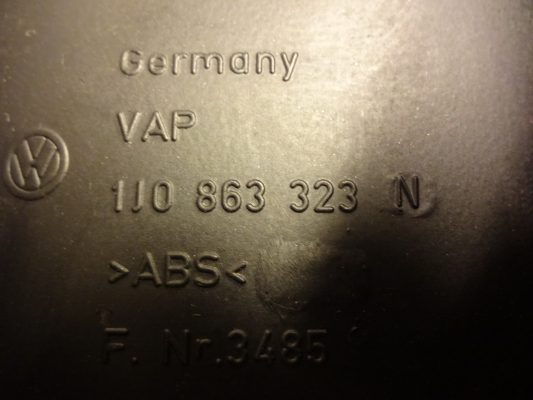 Germany
VAP
1J0 863 323 N
>ABS<
F. Nr.3485